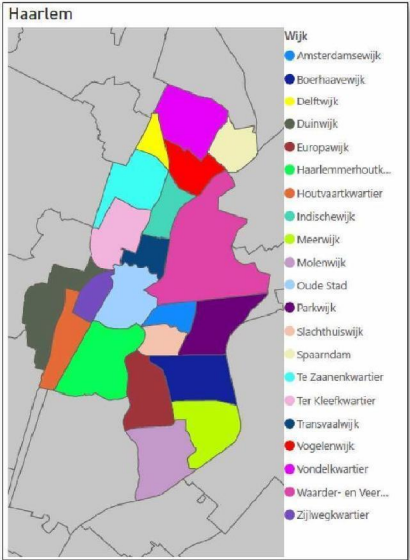 Haarlem
Wijk
Amsterdamsewijk
Boerhaavewijk
Delftwijk
Duinwijk
Europawijk
Haarlemmerhoutk...
Houtvaartkwartier
Indischewijk
Meerwijk
Molenwijk
Oude Stad
Parkwijk
Slachthuiswijk
Spaarndam
Te Zaanenkwartier
Ter Kleefkwartier
Transvaalwijk
Vogelenwijk
Vondelkwartier
Waarder- en Veer...
Zijlwegkwartier